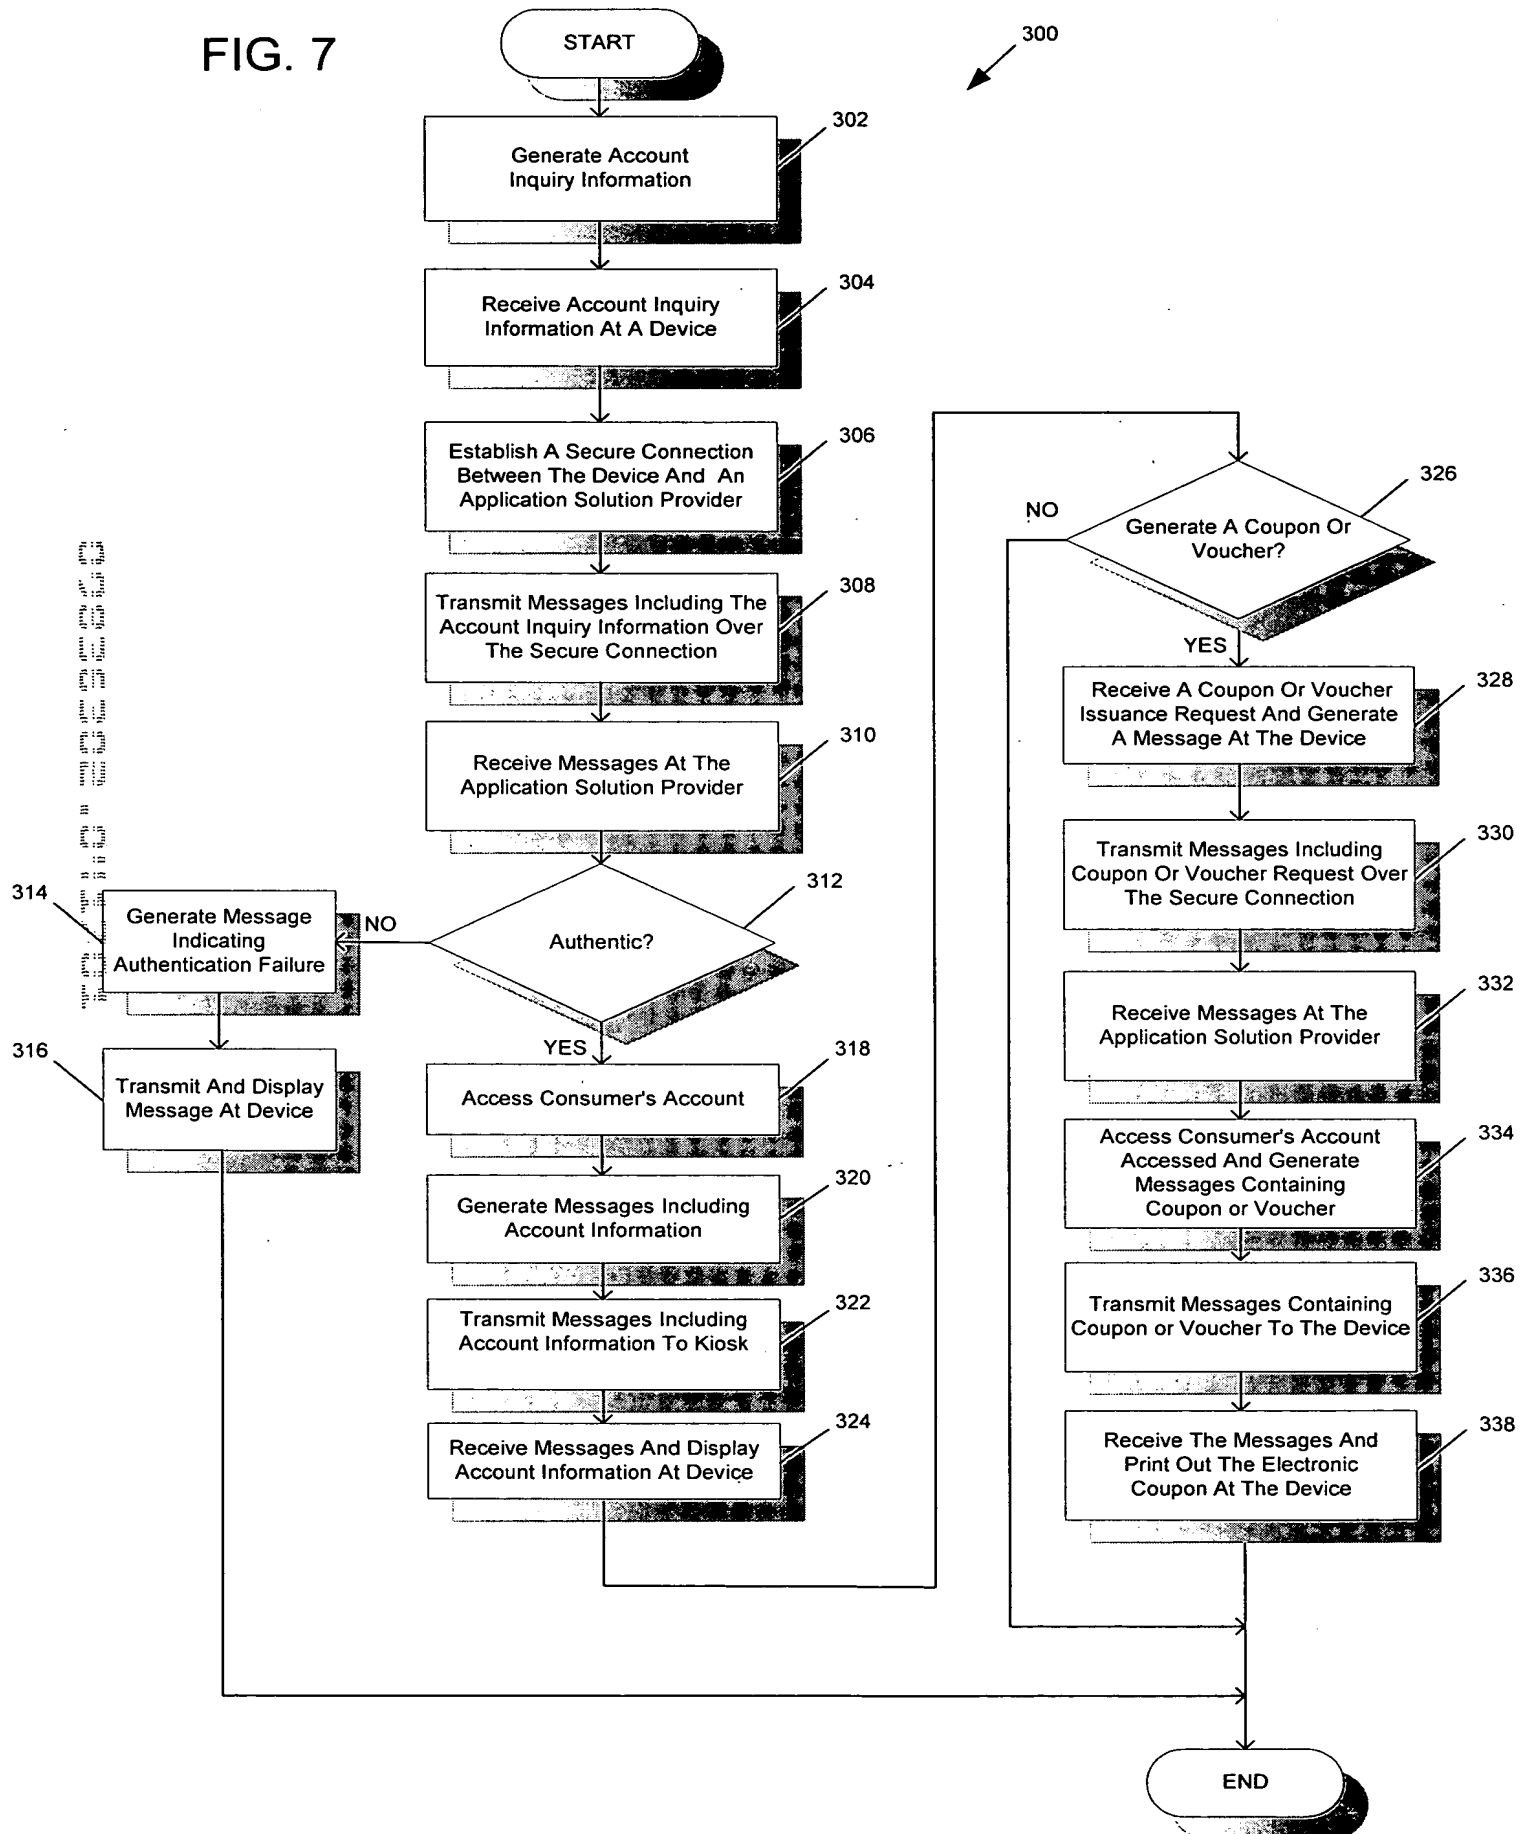 FIG. 7
START
300
302
Generate Account
Inquiry Information
304
Receive Account Inquiry
Information At A Device
306
Establish A Secure Connection
Between The Device And An
Application Solution Provider
308
Transmit Messages Including The
Account Inquiry Information Over
The Secure Connection
310
Receive Messages At The
Application Solution Provider
312
Authentic?
NO
YES
314
Generate Message
Indicating
Authentication Failure
316
Transmit And Display
Message At Device
318
Access Consumer's Account
320
Generate Messages Including
Account Information
322
Transmit Messages Including
Account Information To Kiosk
324
Receive Messages And Display
Account Information At Device
326
Generate A Coupon Or
Voucher?
NO
YES
328
Receive A Coupon Or Voucher
Issuance Request And Generate
A Message At The Device
330
Transmit Messages Including
Coupon Or Voucher Request Over
The Secure Connection
332
Receive Messages At The
Application Solution Provider
334
Access Consumer's Account
Accessed And Generate
Messages Containing
Coupon or Voucher
336
Transmit Messages Containing
Coupon or Voucher To The Device
338
Receive The Messages And
Print Out The Electronic
Coupon At The Device
END